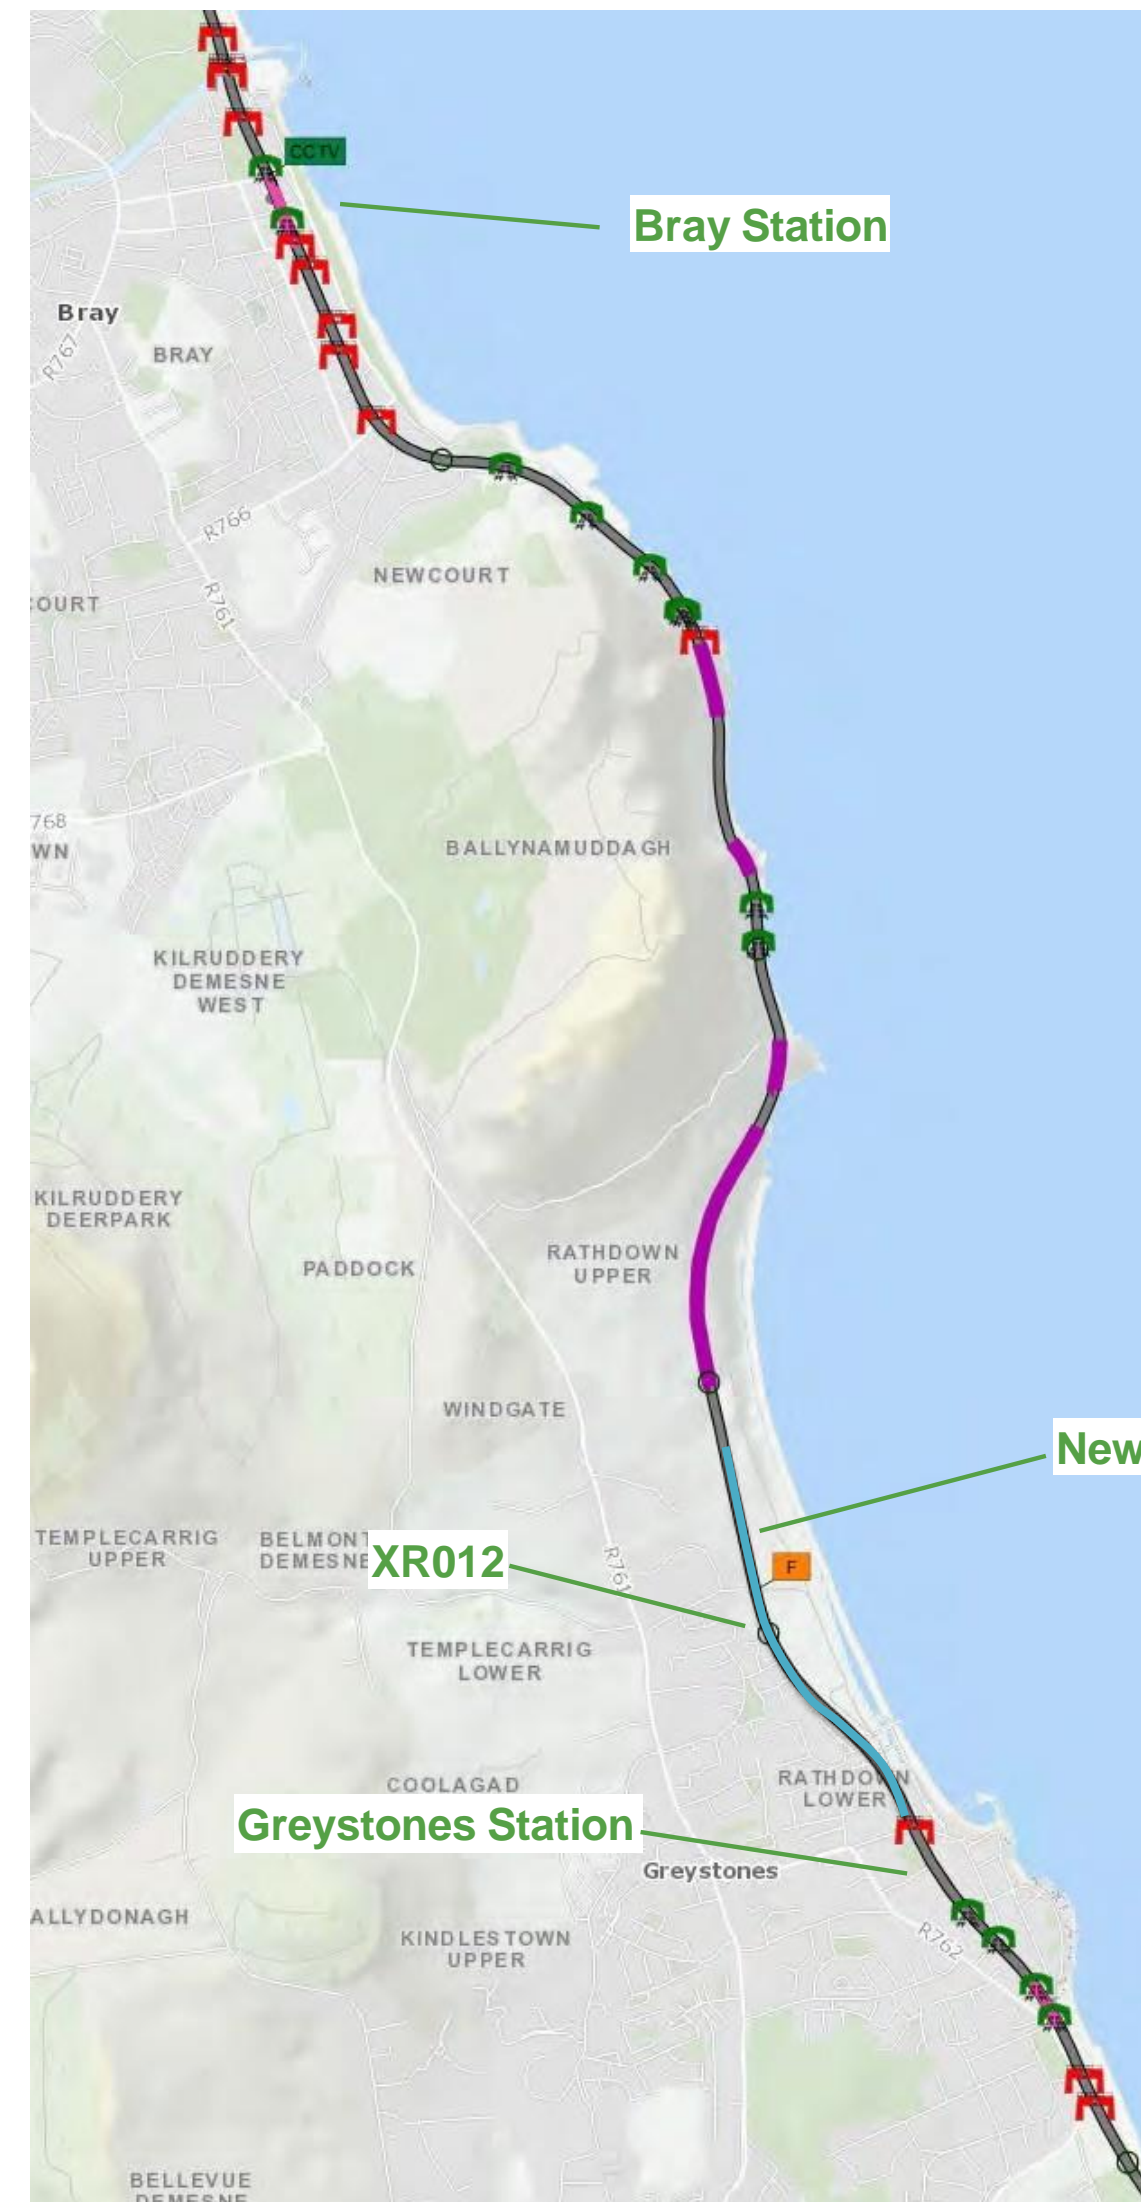 CCTV
Bray Station
Bray
R767
BRAY
R766
NEWCOURT
COURT
R761
768
WN
BALLYNAMUDDAGH
KILRUDDERY
DEMESNE
WEST
KILRUDDERY
DEERPARK
RATHDOWN
UPPER
PADDOCK
WINDGATE
New
TEMPLECARRIG
UPPER
BELMONT
DEMESNE
XR012
R761
F
TEMPLECARRIG
LOWER
RATHDOWN
LOWER
COOLAGAD
Greystones Station
Greystones
ALLYDONAGH
KINDLESTOWN
UPPER
R762
BELLEVUE
DEMESNE